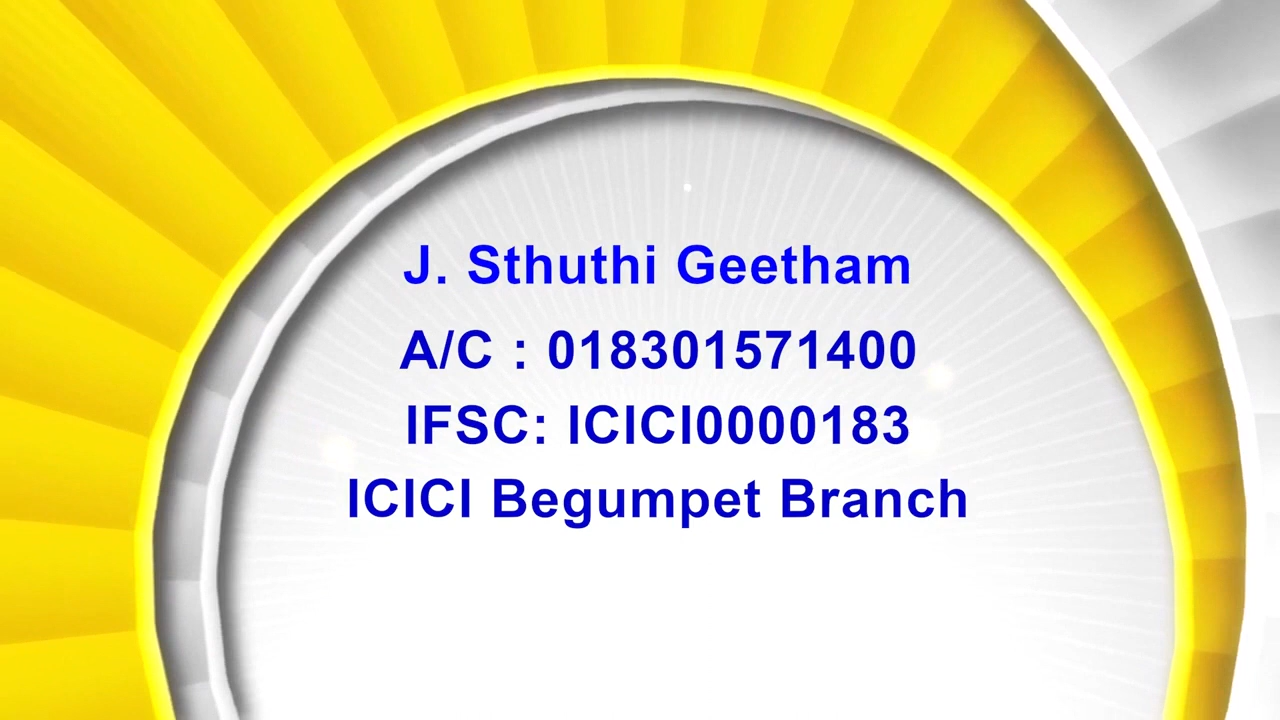 J. Sthuthi Geetham
A/C : 018301571400
IFSC: ICICI0000183
ICICI Begumpet Branch